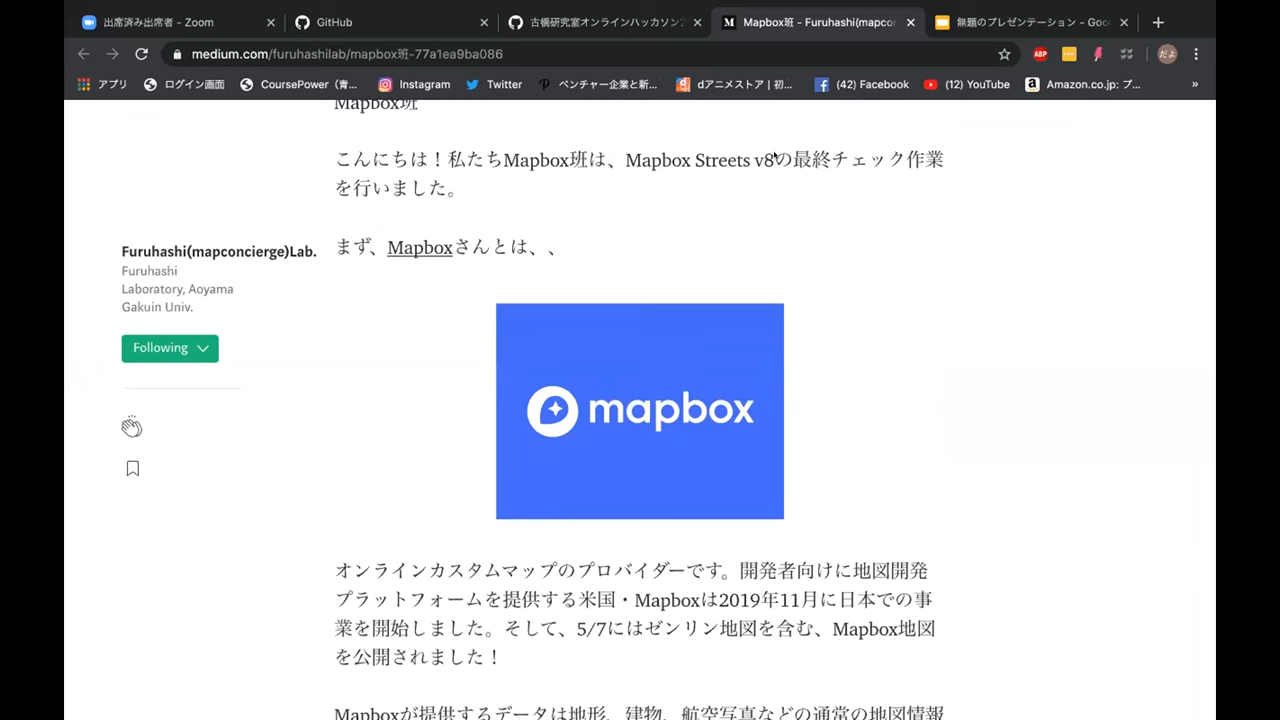 出席済み出席者 - Zoom
GitHub
古橋研究室オンラインハッカソン2
Mapbox班 - Furuhashi(mapcor
無題のプレゼンテーション - Goo
medium.com/furuhashilab/mapbox班-77a1ea9ba086
ABP
だよ
アプリ
ログイン画面
CoursePower（青...
Instagram
Twitter
ベンチャー企業と新...
dアニメストア | 初...
(42) Facebook
(12) YouTube
Amazon.co.jp: プ...
»
Mapbox班
こんにちは！私たちMapbox班は、Mapbox Streets v8の最終チェック作業
を行いました。
まず、Mapboxさんとは、、
Furuhashi(mapconcierge)Lab.
Furuhashi
Laboratory, Aoyama
Gakuin Univ.
Following
mapbox
オンラインカスタムマップのプロバイダーです。開発者向けに地図開発
プラットフォームを提供する米国・Mapboxは2019年11月に日本での事
業を開始しました。そして、5/7にはゼンリン地図を含む、Mapbox地図
を公開されました！
Mapboxが提供するデータは地形、建物、航空写真などの通常の地図情報